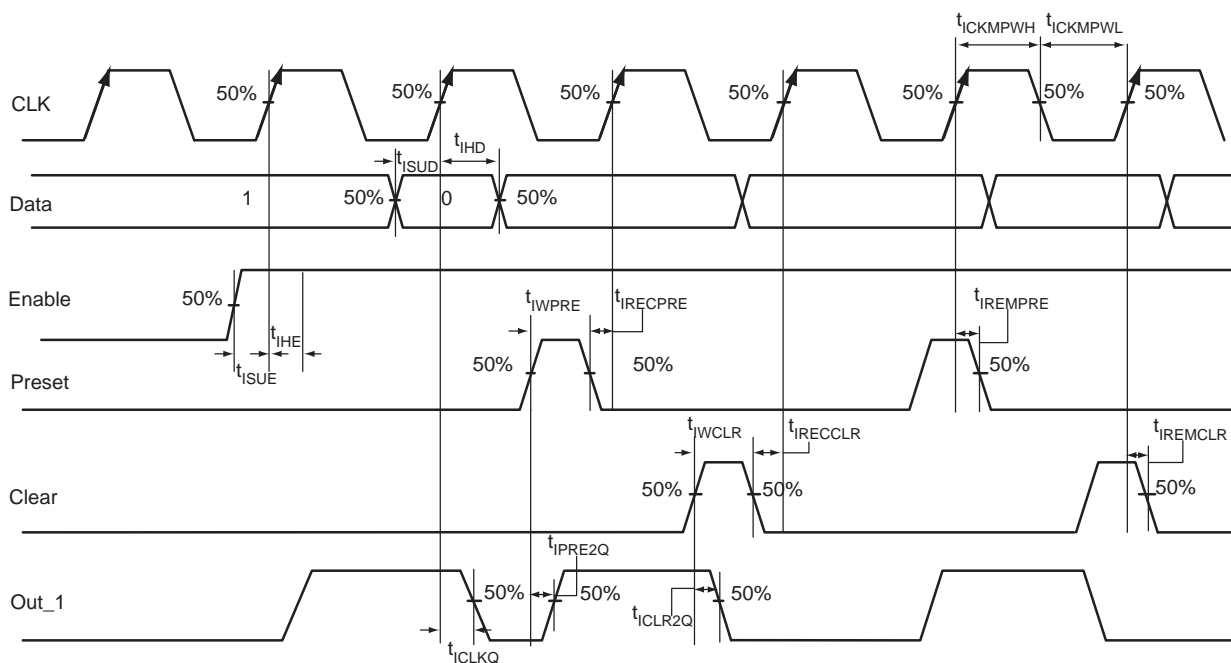 tICKMPWH tICKMPWL
CLK 50% 50% 50% 50% 50% 50% 50%
tISUD tIHD
Data 1 50% 0 50%
Enable 50%
tIHE
tISUE
tIWPRE tIRECPRE tIREMPRE
Preset 50% 50% 50%
tIWCLR tIRECCLR tIREMCLR
Clear 50% 50% 50%
tIPRE2Q
Out_1 50% 50% 50%
tICLR2Q
tICLKQ